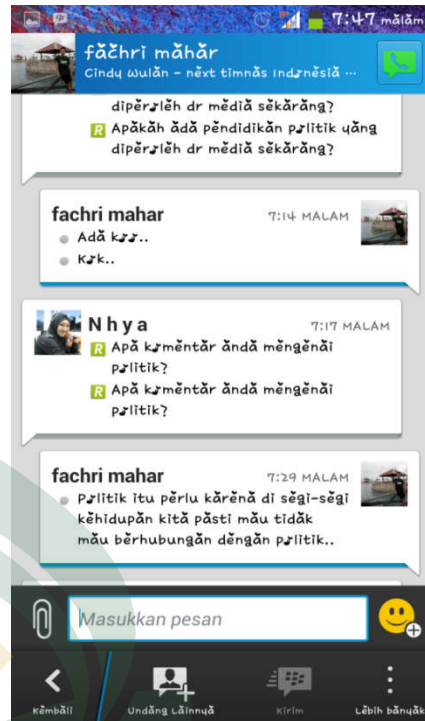 7:47 malam
fachri mahar
Cindy Wulan - next timnas Indonesia ...
diperoleh dr media sekarang?
R Apakah ada pendidikan politik yang
diperoleh dr media sekarang?
fachri mahar 7:14 MALAM
Ada koo..
Kok..
N h y a 7:17 MALAM
R Apa komentar anda mengenai
politik?
R Apa komentar anda mengenai
politik?
fachri mahar 7:29 MALAM
Politik itu perlu karena di segi-segi
kehidupan kita pasti mau tidak
mau berhubungan dengan politik..
Masukkan pesan
Kembali Undang Lainnya Kirim Lebih banyak